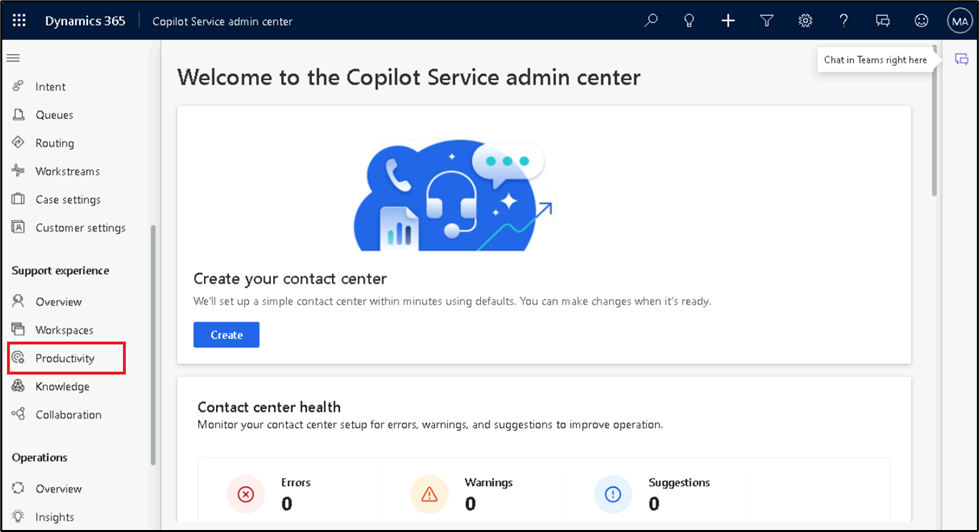 Dynamics 365
Copilot Service admin center
MA
Chat in Teams right here
Intent
Queues
Routing
Workstreams
Case settings
Customer settings
Support experience
Overview
Workspaces
Productivity
Knowledge
Collaboration
Operations
Overview
Insights
Welcome to the Copilot Service admin center
Create your contact center
We'll set up a simple contact center within minutes using defaults. You can make changes when it's ready.
Create
Contact center health
Monitor your contact center setup for errors, warnings, and suggestions to improve operation.
Errors
0
Warnings
0
Suggestions
0